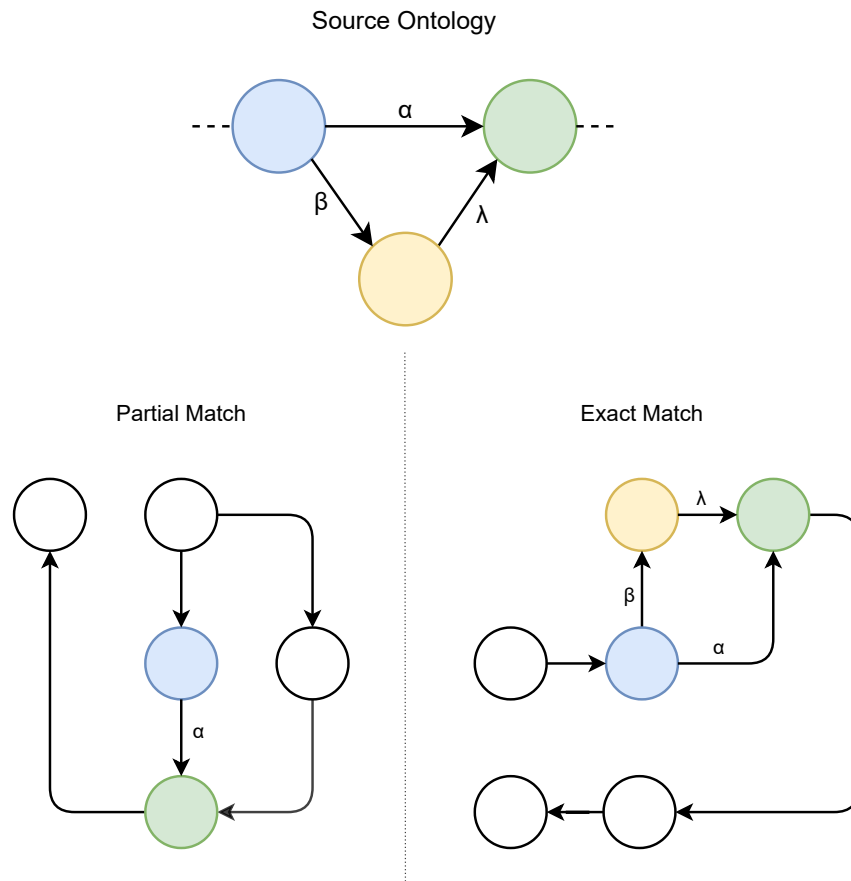 Source Ontology
α
β
λ
Partial Match
Exact Match
λ
β
α
α